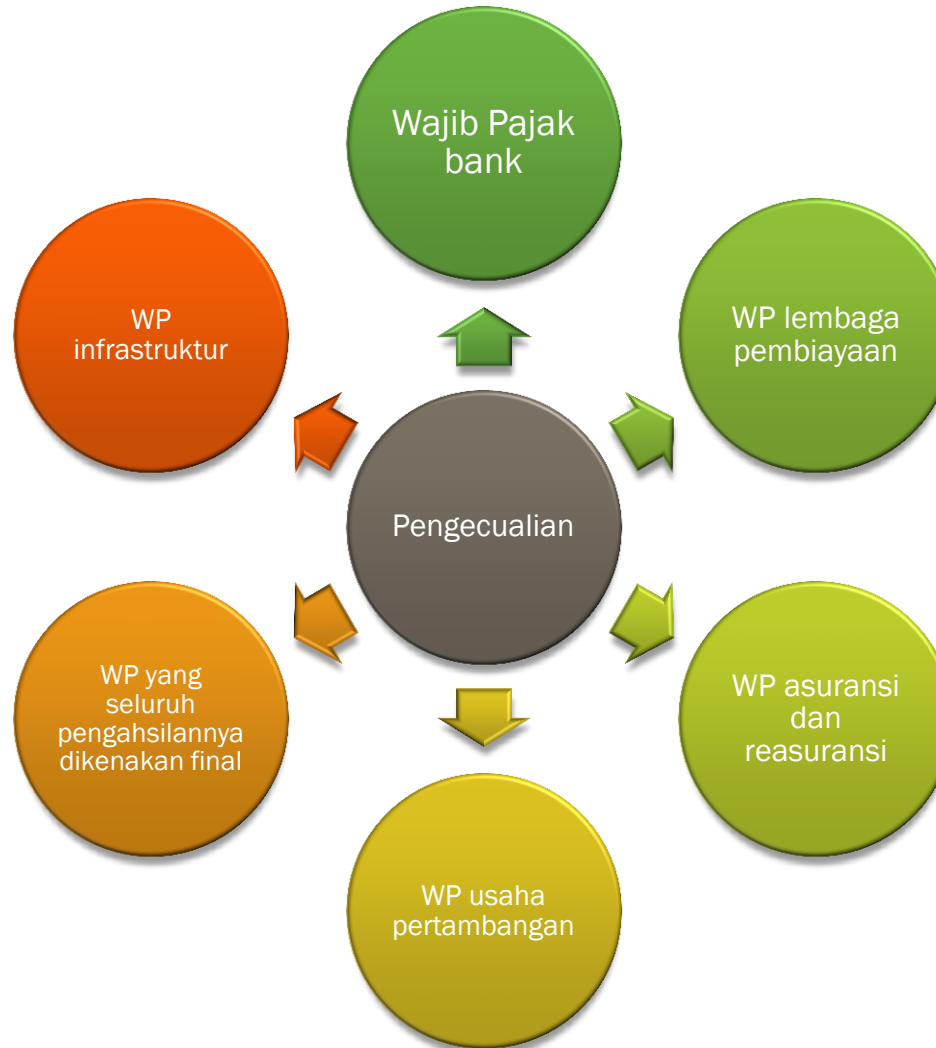 Wajib Pajak
bank
WP lembaga
pembiayaan
WP asuransi
dan
reasuransi
WP usaha
pertambangan
WP yang
seluruh
pengahsilannya
dikenakan final
WP
infrastruktur
Pengecualian